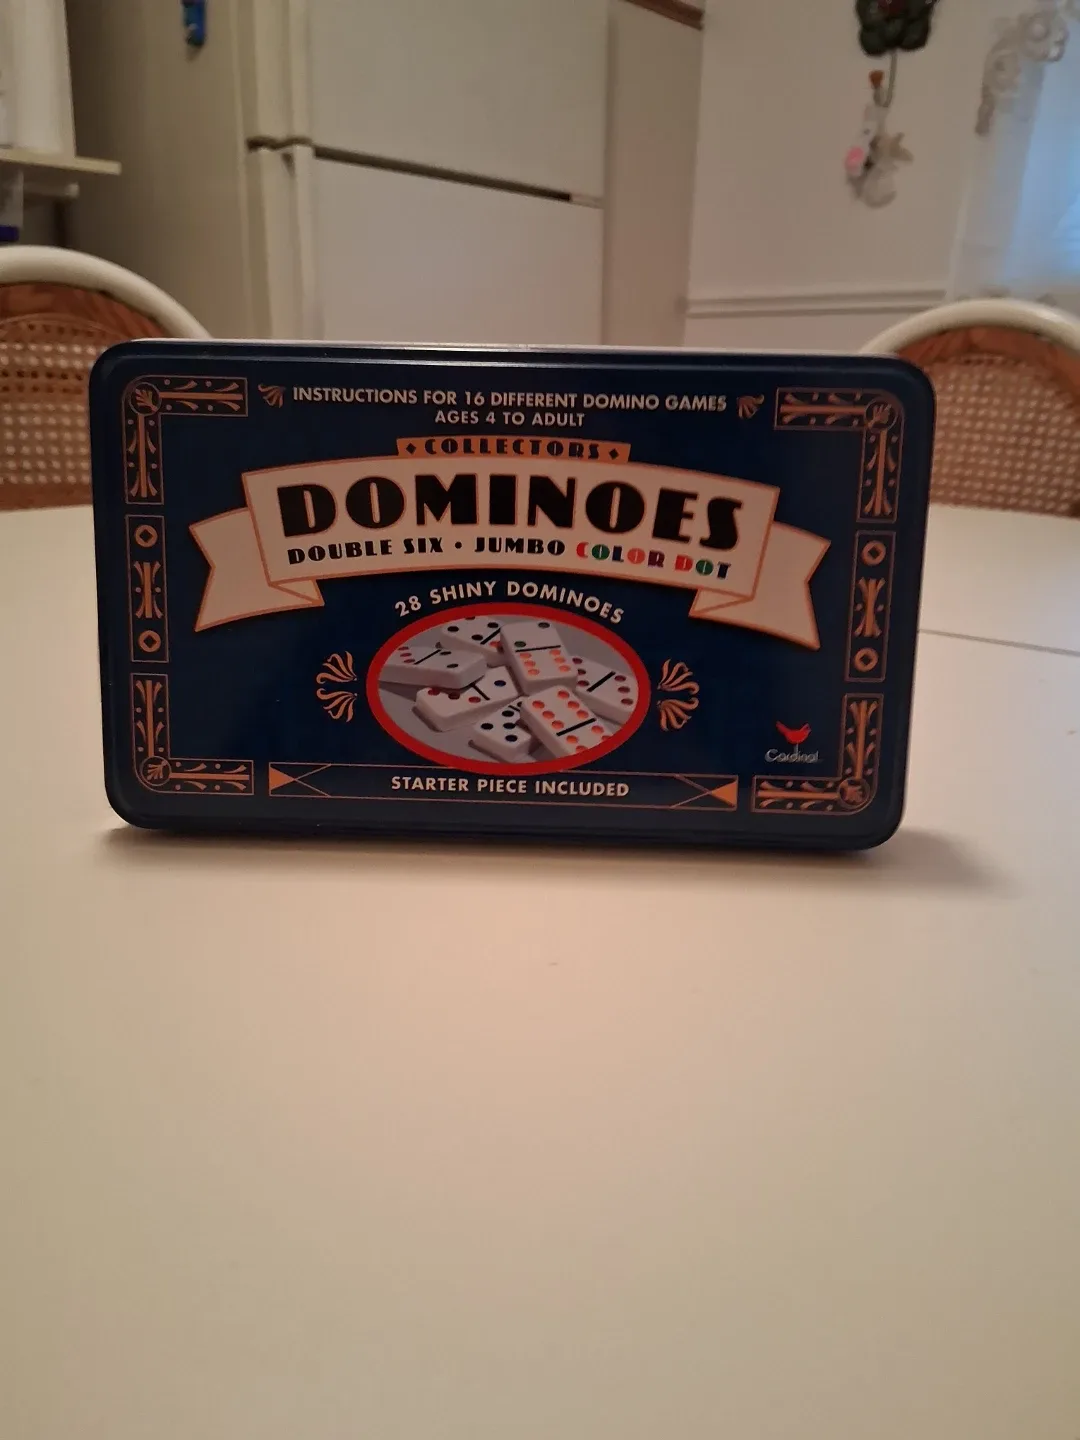 INSTRUCTIONS FOR 16 DIFFERENT DOMINO GAMES
AGES 4 TO ADULT
COLLECTORS
DOMINOES
DOUBLE SIX • JUMBO COLOR DOT
28 SHINY DOMINOES
Cardinal
STARTER PIECE INCLUDED